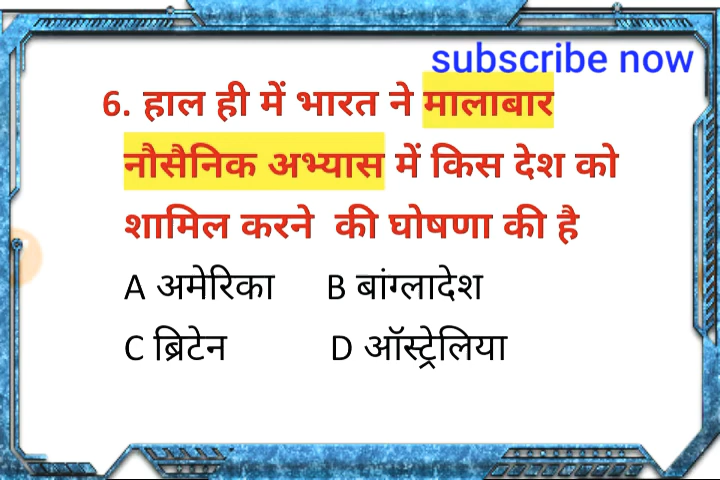 subscribe now
6. हाल ही में भारत ने मालाबार
नौसैनिक अभ्यास में किस देश को
शामिल करने की घोषणा की है
A अमेरिका B बांग्लादेश
C ब्रिटेन D ऑस्ट्रेलिया